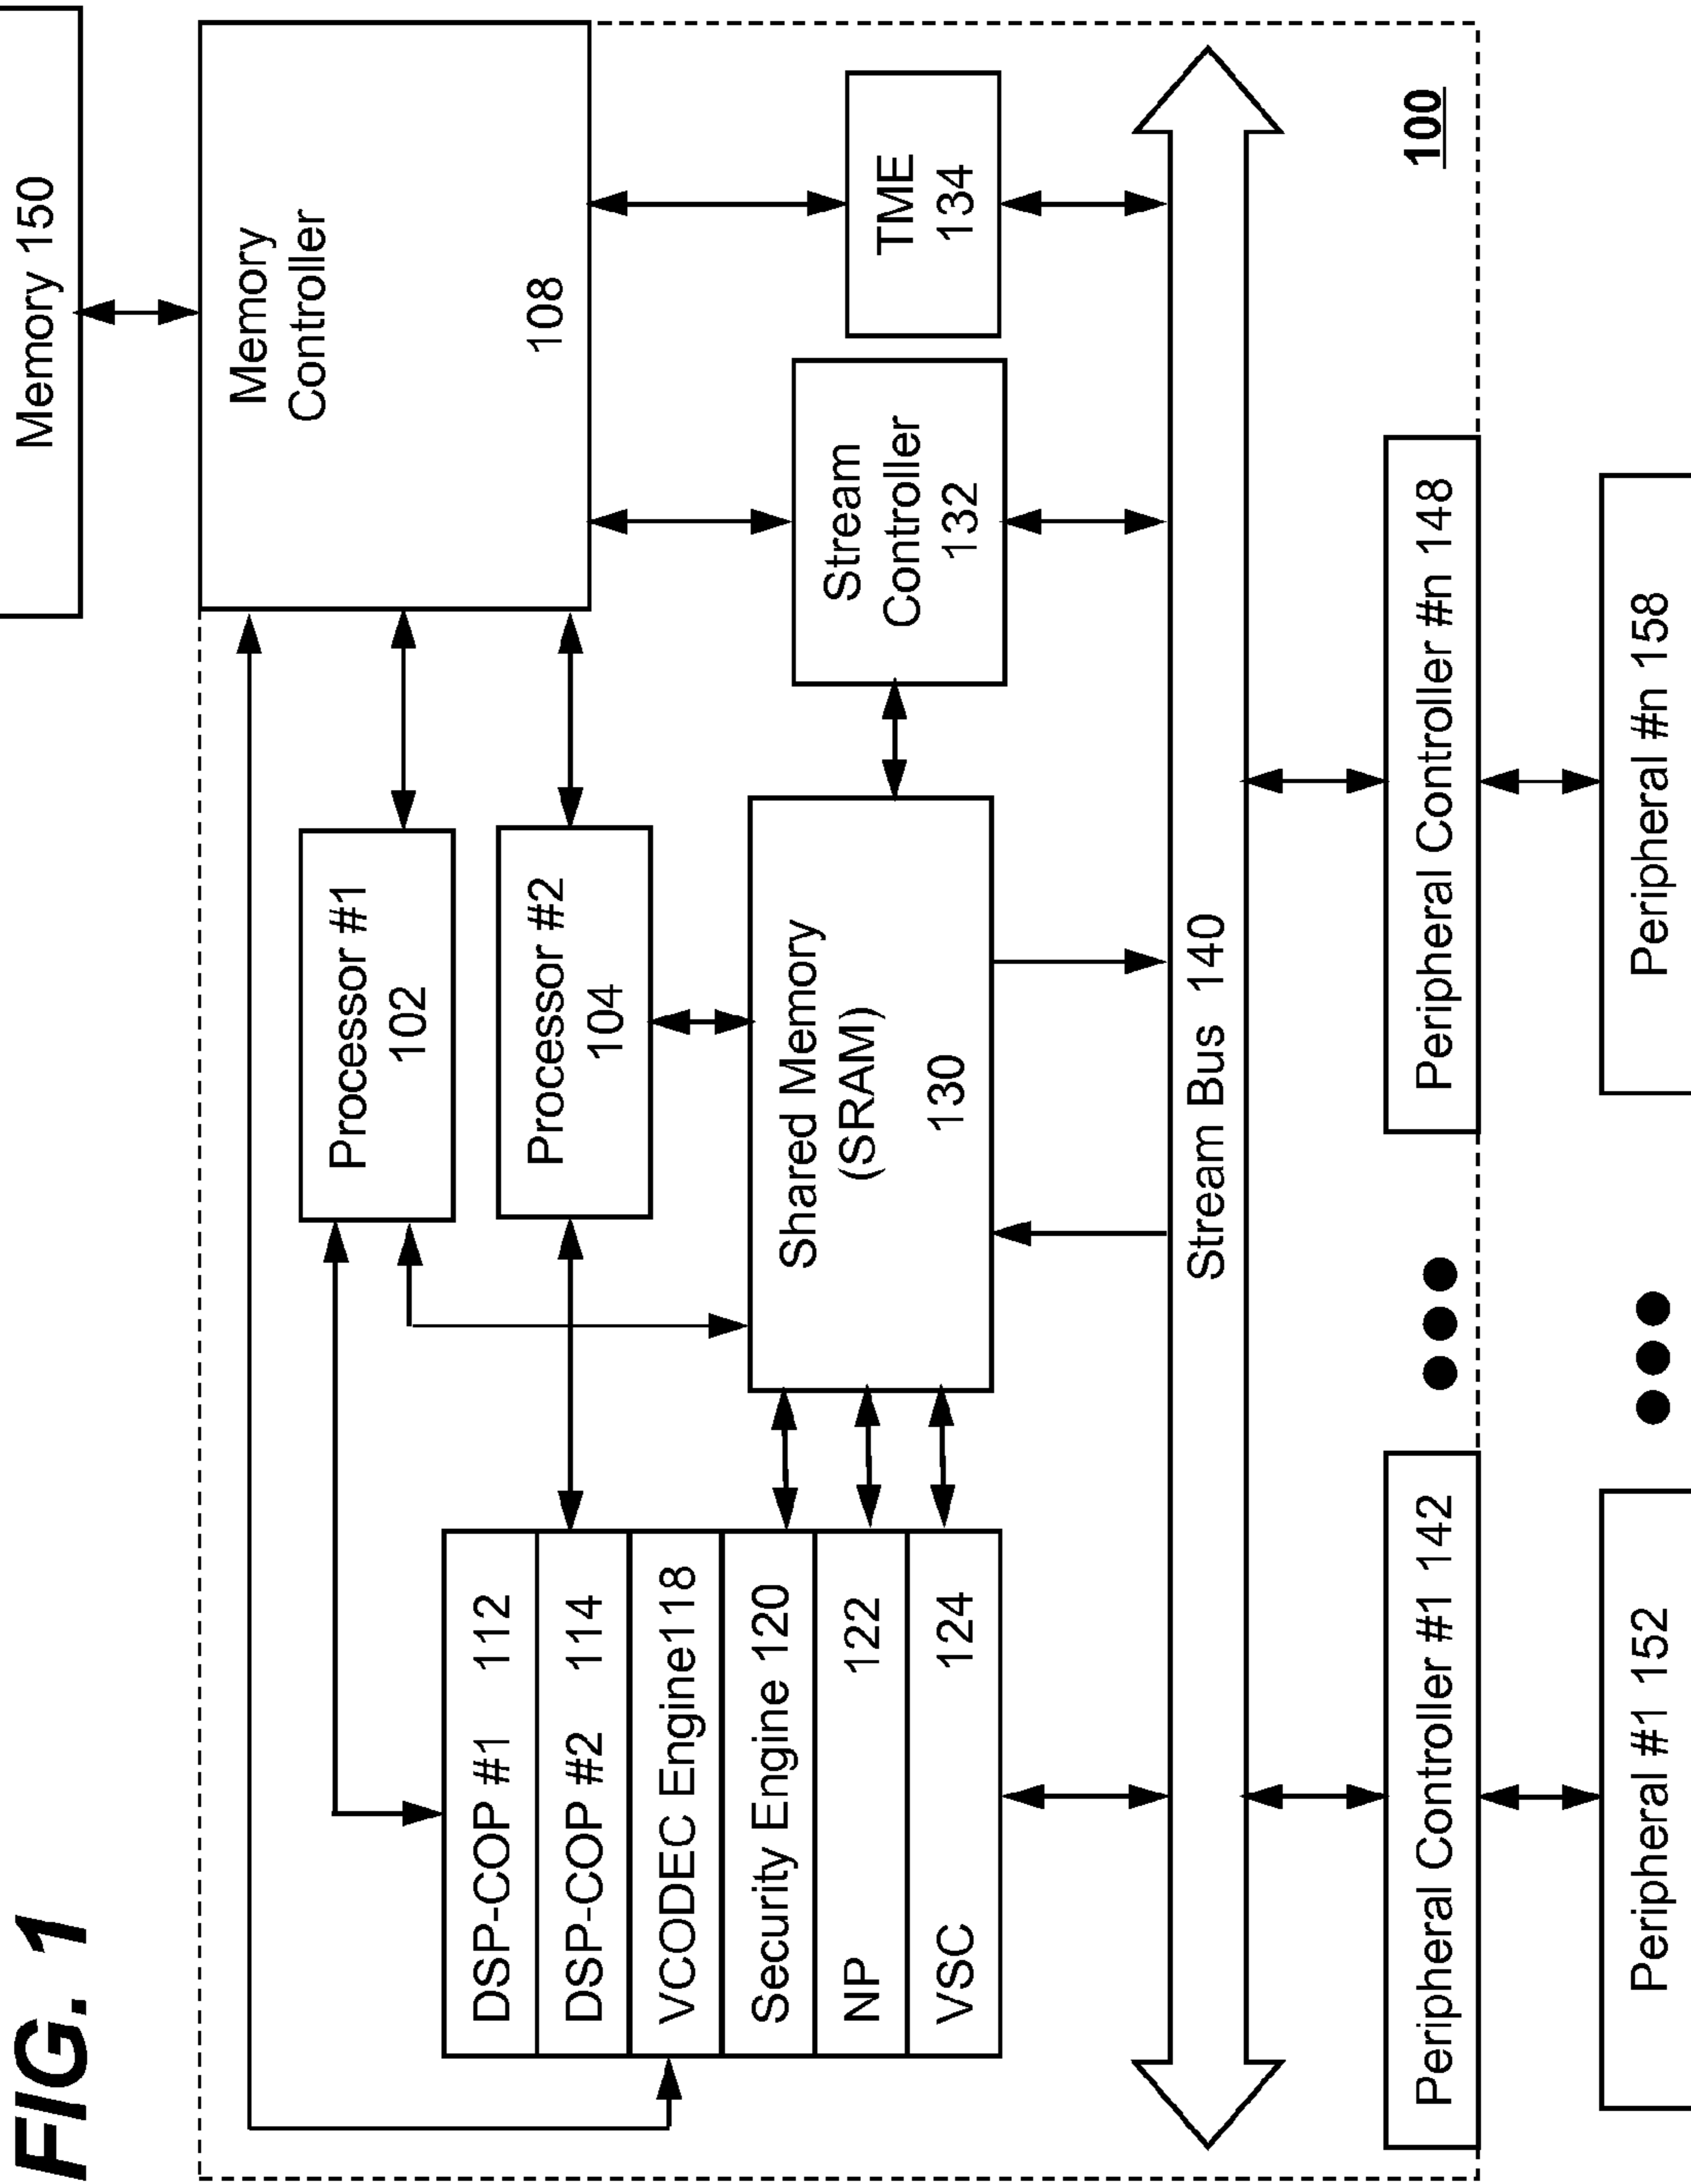 FIG. 1
Memory 150
Memory
Controller
108
Processor #1
102
Processor #2
104
DSP-COP #1 112
DSP-COP #2 114
VCODEC Engine118
Security Engine 120
NP 122
VSC 124
Shared Memory
(SRAM)
130
Stream
Controller
132
TME
134
Stream Bus 140
100
Peripheral Controller #1 142
Peripheral Controller #n 148
Peripheral #1 152
Peripheral #n 158